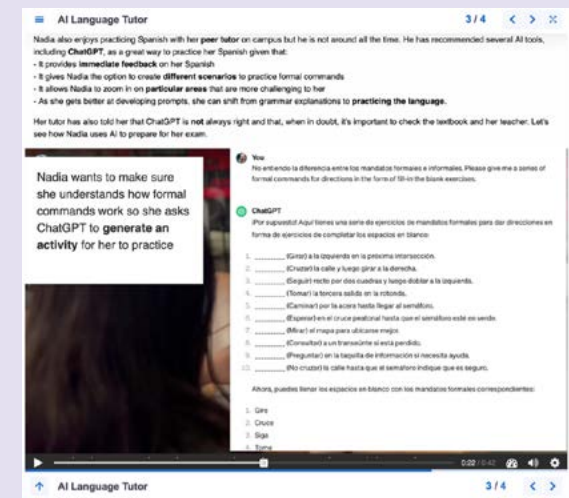 AI Language Tutor
3 / 4
Nadia also enjoys practicing Spanish with her peer tutor on campus but he is not around all the time. He has recommended several AI tools,
including ChatGPT, as a great way to practice her Spanish given that:
- It provides immediate feedback on her Spanish
- It gives Nadia the option to create different scenarios to practice formal commands
- It allows Nadia to zoom in on particular areas that are more challenging to her
- As she gets better at developing prompts, she can shift from grammar explanations to practicing the language.
Her tutor has also told her that ChatGPT is not always right and that, when in doubt, it's important to check the textbook and her teacher. Let's
see how Nadia uses AI to prepare for her exam.
Nadia wants to make sure
she understands how formal
commands work so she asks
ChatGPT to generate an
activity for her to practice
You
No entiendo la diferencia entre los mandatos formales e informales. Please give me a series of
formal commands for directions in the form of fill-in the blank exercises.
ChatGPT
¡Por supuesto! Aquí tienes una serie de ejercicios de mandatos formales para dar direcciones en
forma de ejercicios de completar los espacios en blanco:
1. ________ (Girar) a la izquierda en la próxima intersección.
2. ________ (Cruzar) la calle y luego girar a la derecha.
3. ________ (Seguir) recto por dos cuadras y luego doblar a la izquierda.
4. ________ (Tomar) la tercera salida en la rotonda.
5. ________ (Caminar) por la acera hasta llegar al semáforo.
6. ________ (Esperar) en el cruce peatonal hasta que el semáforo esté en verde.
7. ________ (Mirar) el mapa para ubicarse mejor.
8. ________ (Consultar) a un transeúnte si está perdido.
9. ________ (Preguntar) en la taquilla de información si necesita ayuda.
10. ________ (No cruzar) la calle hasta que el semáforo indique que es seguro.
Ahora, puedes llenar los espacios en blanco con los mandatos formales correspondientes:
1. Gire
2. Cruce
3. Siga
4. Tome
0:22 / 0:42
AI Language Tutor
3 / 4